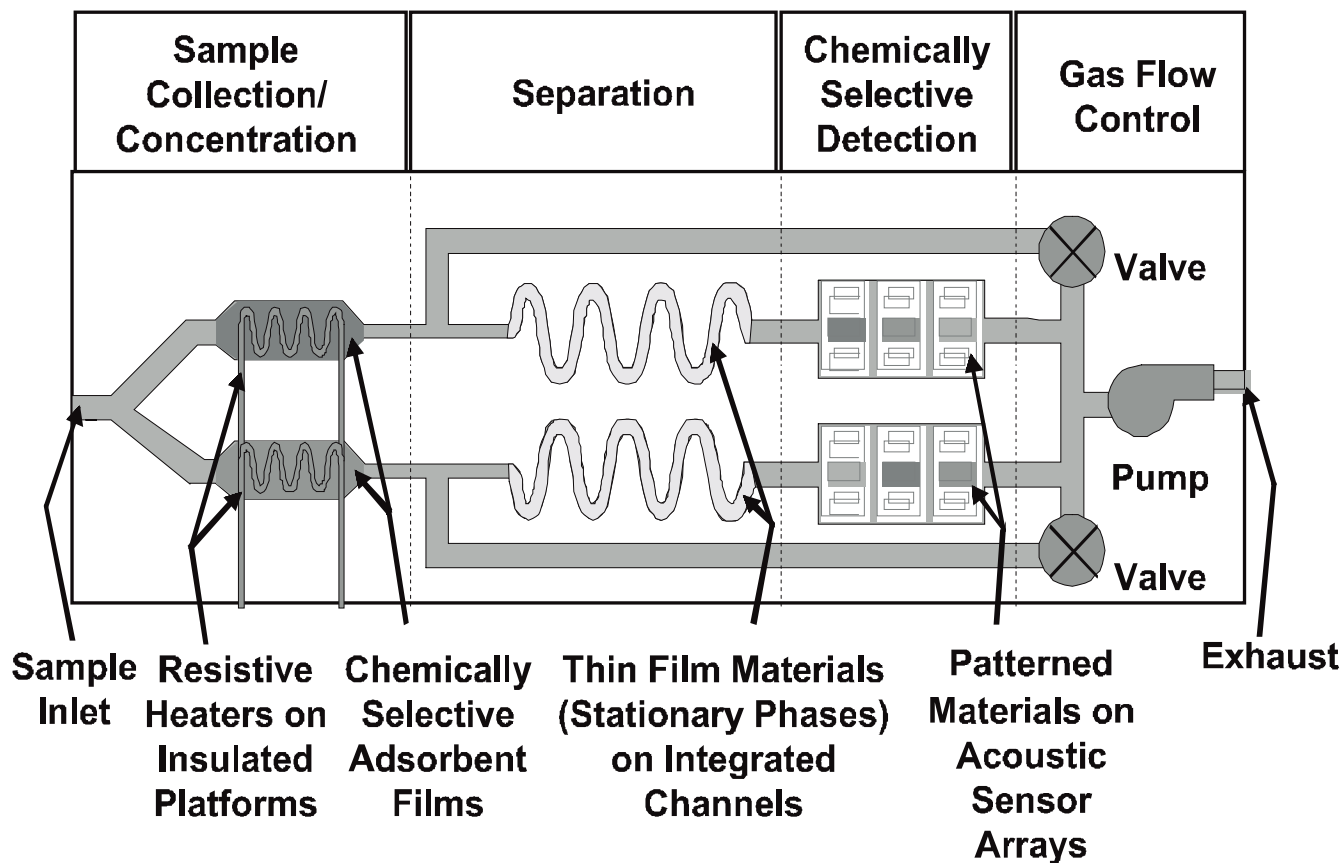 Sample
Collection/
Concentration
Separation
Chemically
Selective
Detection
Gas Flow
Control
Valve
Pump
Valve
Sample
Inlet
Resistive
Heaters on
Insulated
Platforms
Chemically
Selective
Adsorbent
Films
Thin Film Materials
(Stationary Phases)
on Integrated
Channels
Patterned
Materials on
Acoustic
Sensor
Arrays
Exhaust